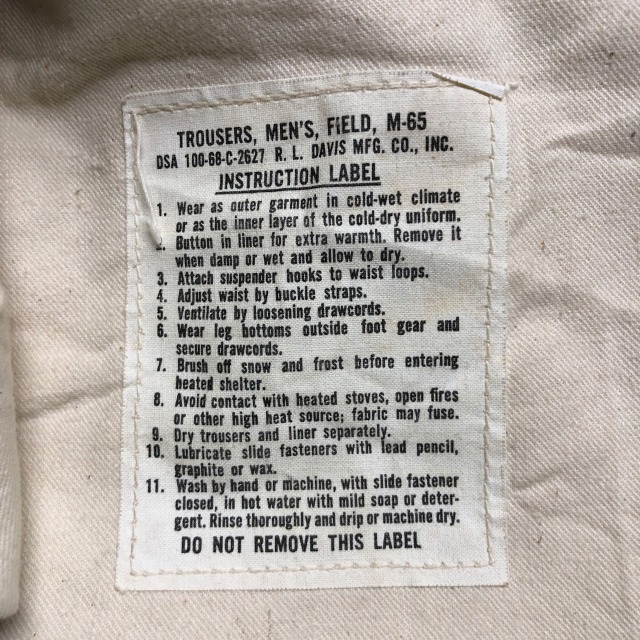 TROUSERS, MEN'S, FIELD, M-65
DSA 100-68-C-2627 R. L. DAVIS MFG. CO., INC.
INSTRUCTION LABEL
1. Wear as outer garment in cold-wet climate
or as the inner layer of the cold-dry uniform.
2. Button in liner for extra warmth. Remove it
when damp or wet and allow to dry.
3. Attach suspender hooks to waist loops.
4. Adjust waist by buckle straps.
5. Ventilate by loosening drawcords.
6. Wear leg bottoms outside foot gear and
secure drawcords.
7. Brush off snow and frost before entering
heated shelter.
8. Avoid contact with heated stoves, open fires
or other high heat source; fabric may fuse.
9. Dry trousers and liner separately.
10. Lubricate slide fasteners with lead pencil,
graphite or wax.
11. Wash by hand or machine, with slide fastener
closed, in hot water with mild soap or deter-
gent. Rinse thoroughly and drip or machine dry.
DO NOT REMOVE THIS LABEL